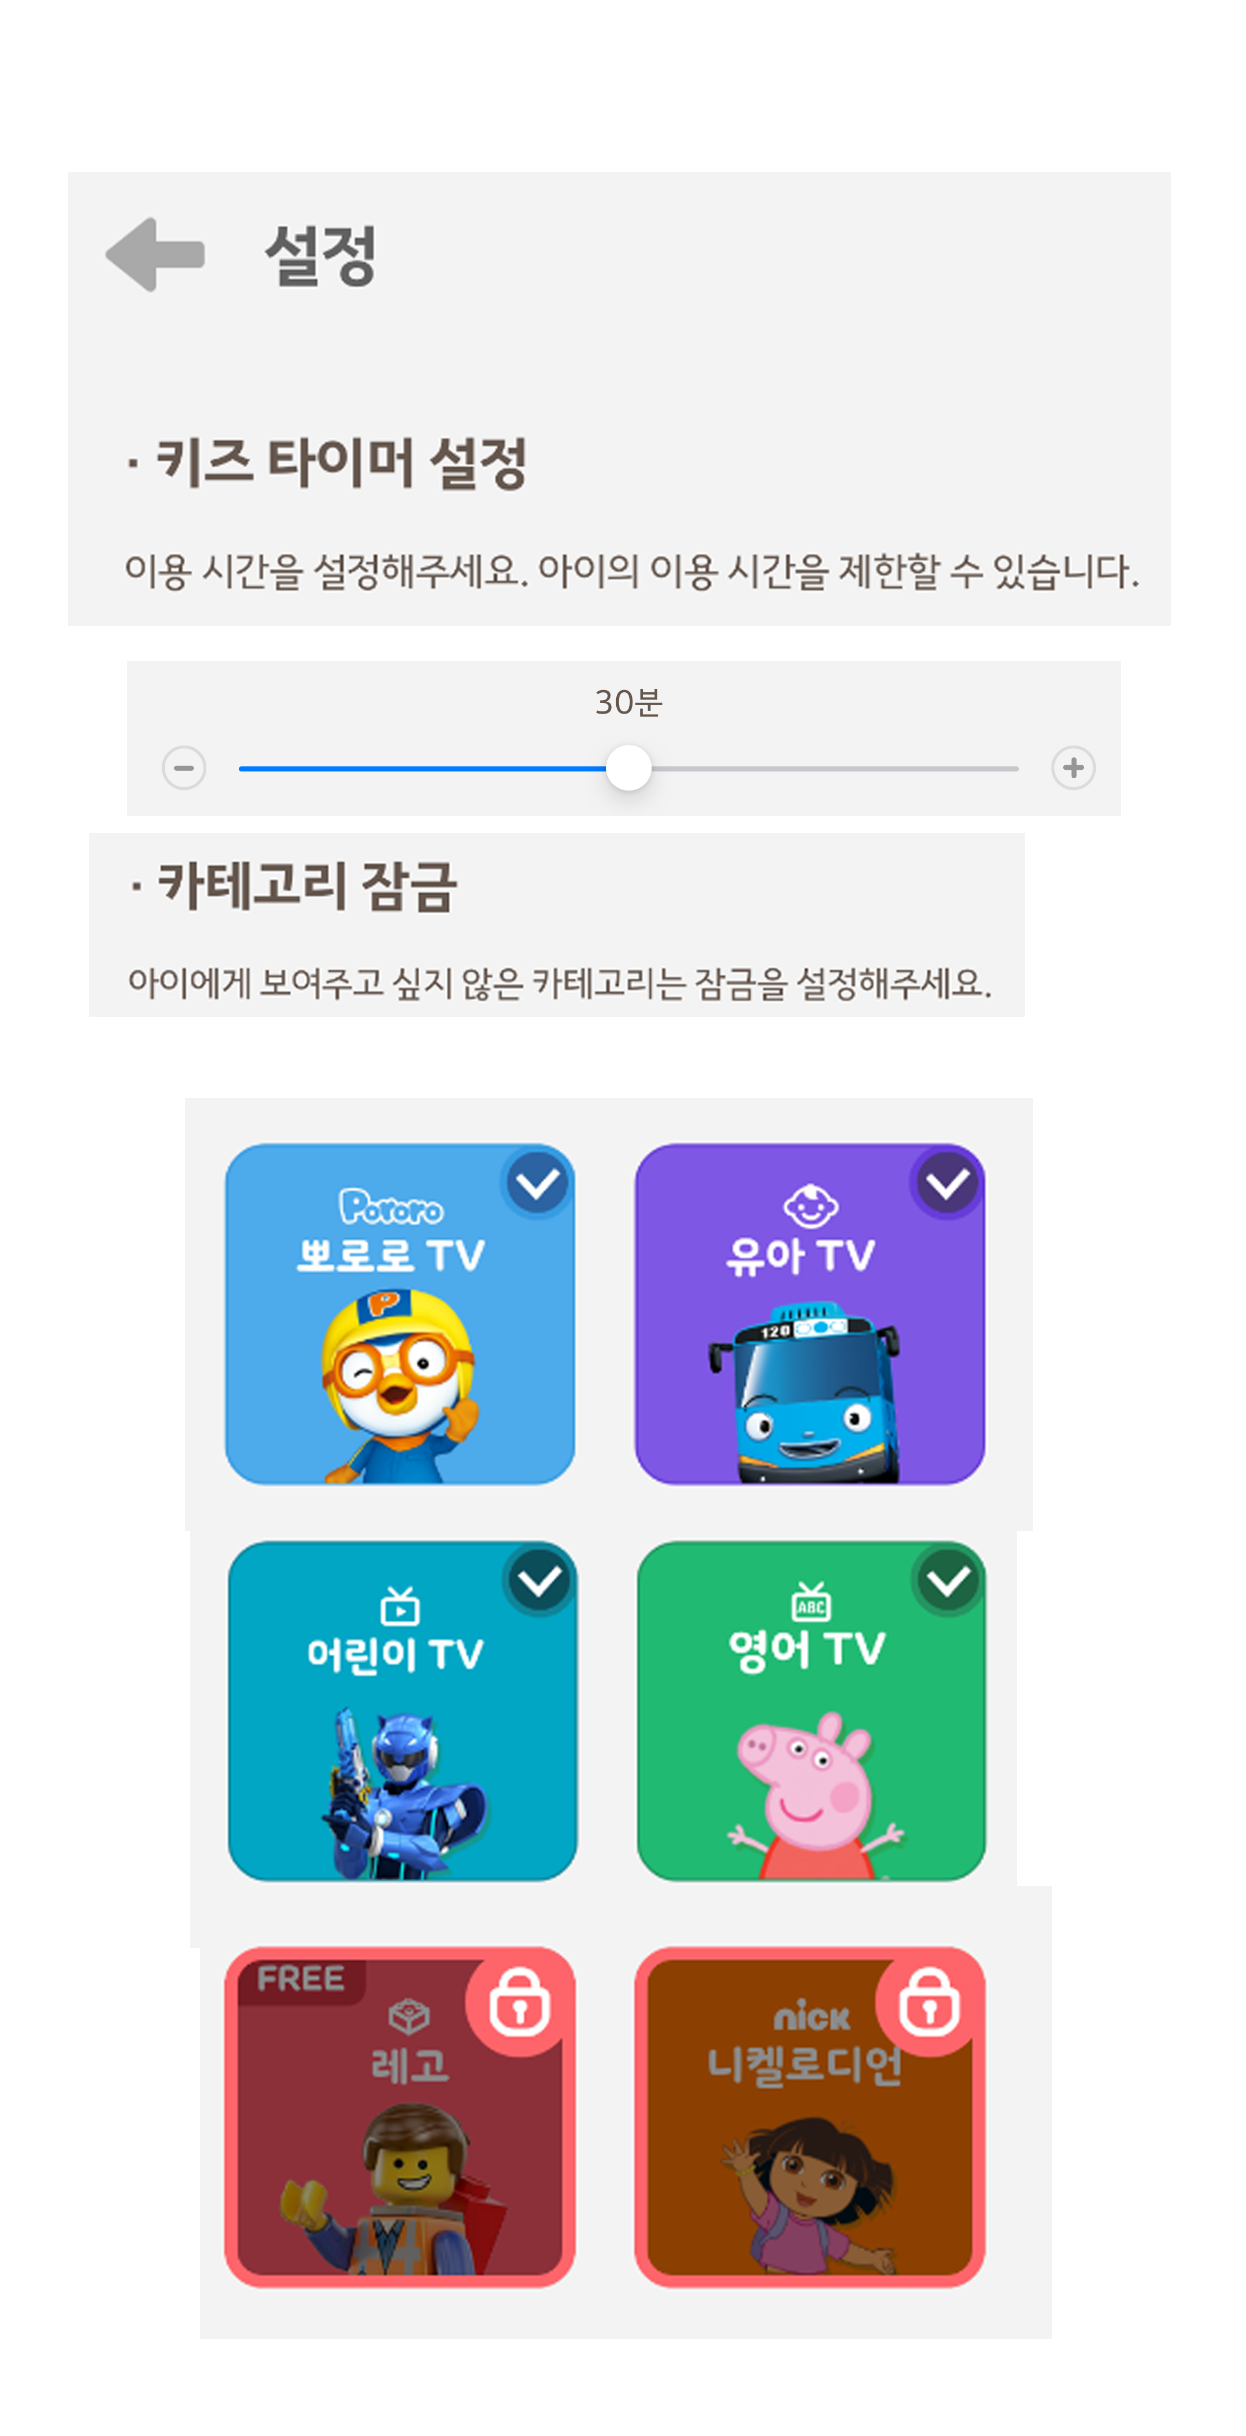 설정
· 키즈 타이머 설정
이용 시간을 설정해주세요. 아이의 이용 시간을 제한할 수 있습니다.
30분
· 카테고리 잠금
아이에게 보여주고 싶지 않은 카테고리는 잠금을 설정해주세요.
Pororo
뽀로로 TV
P
유아 TV
120
어린이 TV
ABC
영어 TV
FREE
레고
nick
니켈로디언